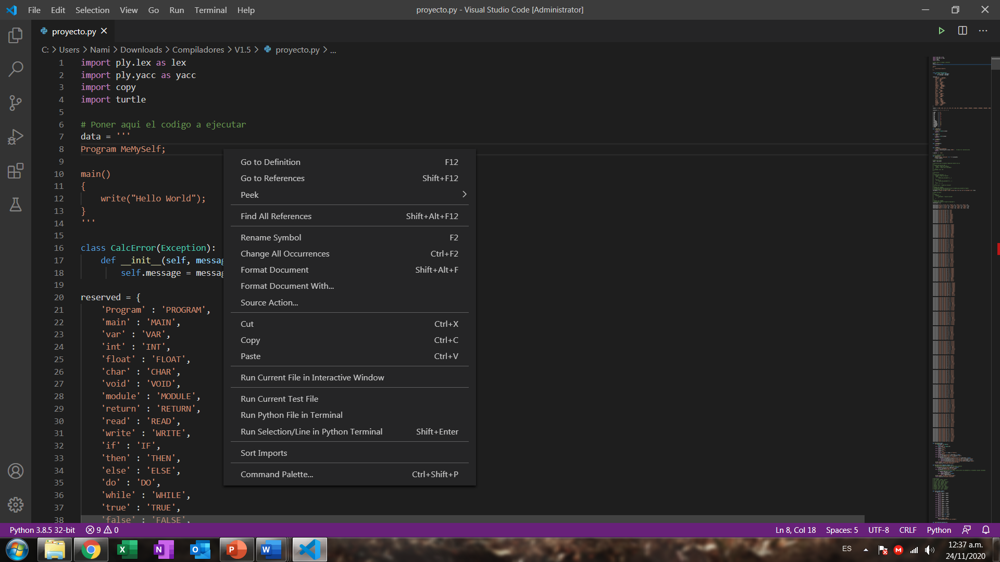 File Edit Selection View Go Run Terminal Help
proyecto.py - Visual Studio Code [Administrator]
proyecto.py
C: > Users > Nami > Downloads > Compiladores > V1.5 > proyecto.py > ...
1 import ply.lex as lex
2 import ply.yacc as yacc
3 import copy
4 import turtle
5
6 # Poner aqui el codigo a ejecutar
7 data = '''
8 Program MeMySelf;
9
10 main()
11 {
12 write("Hello World");
13 }
14 '''
15
16 class CalcError(Exception):
17 def __init__(self, messag
18 self.message = messag
19
20 reserved = {
21 'Program' : 'PROGRAM',
22 'main' : 'MAIN',
23 'var' : 'VAR',
24 'int' : 'INT',
25 'float' : 'FLOAT',
26 'char' : 'CHAR',
27 'void' : 'VOID',
28 'module' : 'MODULE',
29 'return' : 'RETURN',
30 'read' : 'READ',
31 'write' : 'WRITE',
32 'if' : 'IF',
33 'then' : 'THEN',
34 'else' : 'ELSE',
35 'do' : 'DO',
36 'while' : 'WHILE',
37 'true' : 'TRUE',
38 'false' : 'FALSE',
Go to Definition F12
Go to References Shift+F12
Peek
Find All References Shift+Alt+F12
Rename Symbol F2
Change All Occurrences Ctrl+F2
Format Document Shift+Alt+F
Format Document With...
Source Action...
Cut Ctrl+X
Copy Ctrl+C
Paste Ctrl+V
Run Current File in Interactive Window
Run Current Test File
Run Python File in Terminal
Run Selection/Line in Python Terminal Shift+Enter
Sort Imports
Command Palette... Ctrl+Shift+P
Python 3.8.5 32-bit 9 0
Ln 8, Col 18 Spaces: 5 UTF-8 CRLF Python
ES
12:37 a.m.
24/11/2020